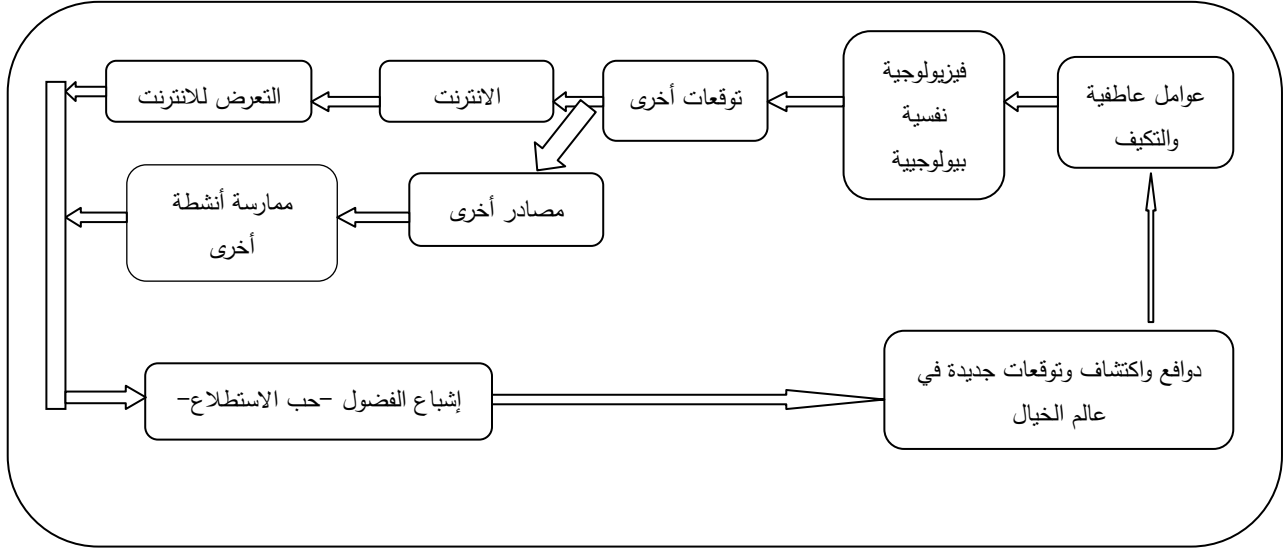 عوامل عاطفية
والتكيف
فيزيولوجية
نفسية
بيولوجيية
توقعات أخرى
الانترنت
التعرض للانترنت
مصادر أخرى
ممارسة أنشطة
أخرى
إشباع الفضول –حب الاستطلاع–
دوافع واكتشاف وتوقعات جديدة في
عالم الخيال